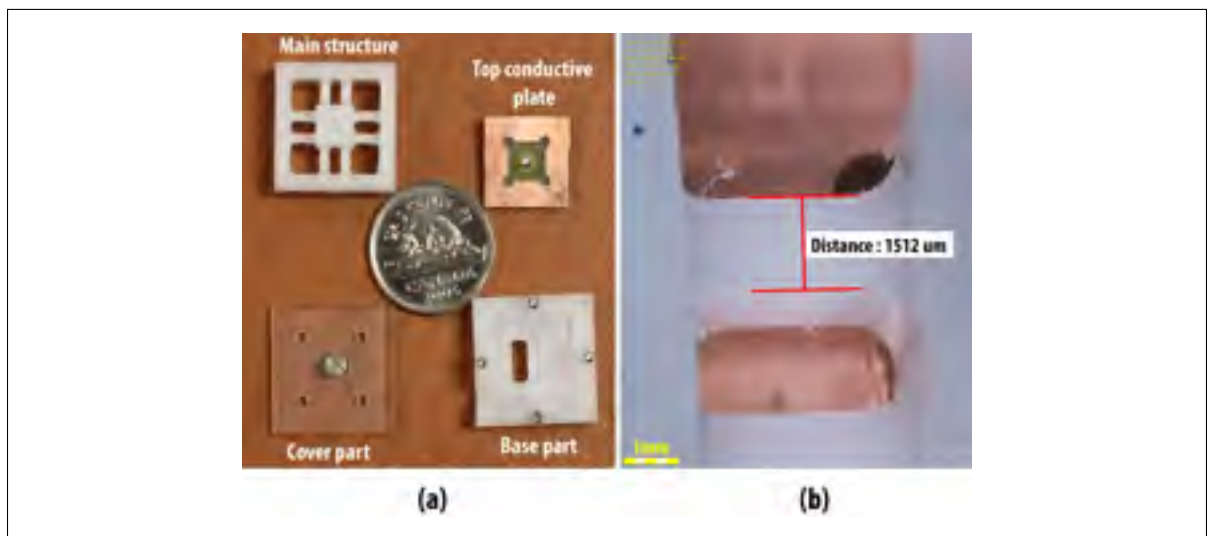 Main structure
Top conductive
plate
Cover part
Base part
Distance : 1512 um
1mm
(a)
(b)